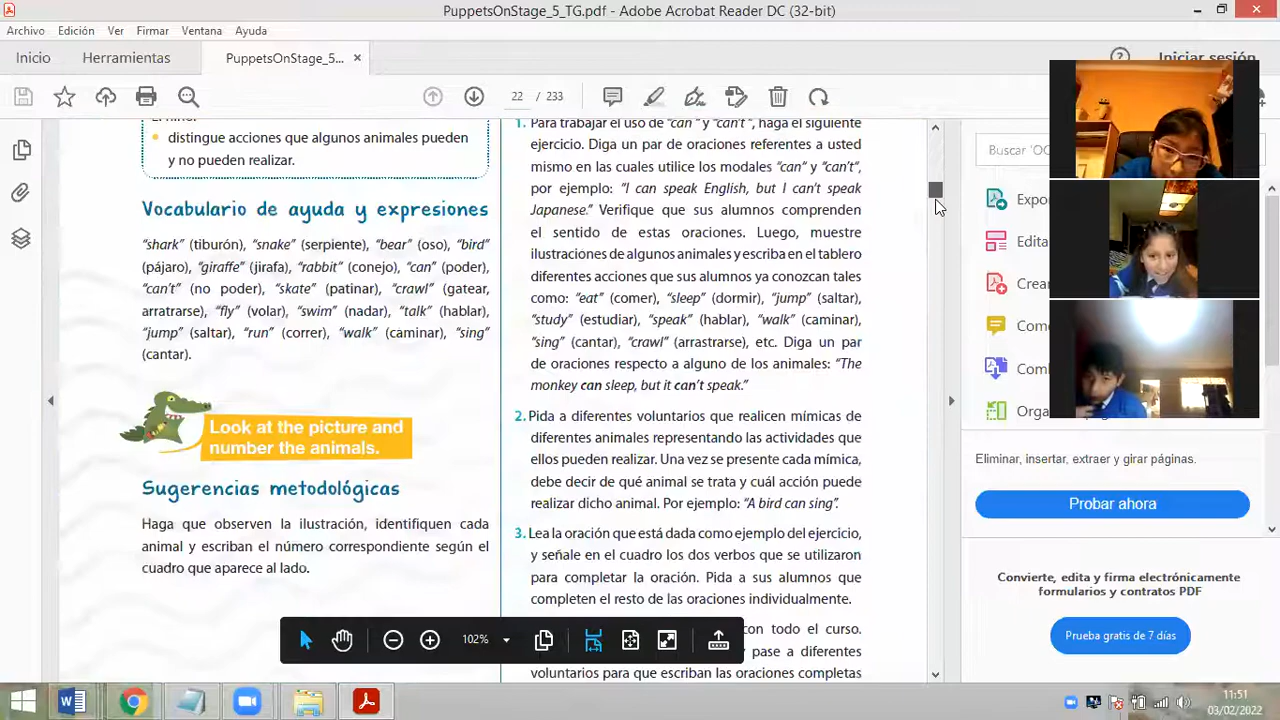 PuppetsOnStage_5_TG.pdf - Adobe Acrobat Reader DC (32-bit)
Archivo Edición Ver Firmar Ventana Ayuda
Inicio Herramientas PuppetsOnStage_5... × Iniciar sesión
22 / 233
distingue acciones que algunos animales pueden
y no pueden realizar.
Vocabulario de ayuda y expresiones
“shark” (tiburón), “snake” (serpiente), “bear” (oso), “bird”
(pájaro), “giraffe” (jirafa), “rabbit” (conejo), “can” (poder),
“can’t” (no poder), “skate” (patinar), “crawl” (gatear,
arratrarse), “fly” (volar), “swim” (nadar), “talk” (hablar),
“jump” (saltar), “run” (correr), “walk” (caminar), “sing”
(cantar).
Look at the picture and
number the animals.
Sugerencias metodológicas
Haga que observen la ilustración, identifiquen cada
animal y escriban el número correspondiente según el
cuadro que aparece al lado.
1. Para trabajar el uso de “can” y “can’t”, haga el siguiente
ejercicio. Diga un par de oraciones referentes a usted
mismo en las cuales utilice los modales “can” y “can’t”,
por ejemplo: “I can speak English, but I can’t speak
Japanese.” Verifique que sus alumnos comprenden
el sentido de estas oraciones. Luego, muestre
ilustraciones de algunos animales y escriba en el tablero
diferentes acciones que sus alumnos ya conozcan tales
como: “eat” (comer), “sleep” (dormir), “jump” (saltar),
“study” (estudiar), “speak” (hablar), “walk” (caminar),
“sing” (cantar), “crawl” (arrastrarse), etc. Diga un par
de oraciones respecto a alguno de los animales: “The
monkey can sleep, but it can’t speak.”
2. Pida a diferentes voluntarios que realicen mímicas de
diferentes animales representando las actividades que
ellos pueden realizar. Una vez se presente cada mímica,
debe decir de qué animal se trata y cuál acción puede
realizar dicho animal. Por ejemplo: “A bird can sing”.
3. Lea la oración que está dada como ejemplo del ejercicio,
y señale en el cuadro los dos verbos que se utilizaron
para completar la oración. Pida a sus alumnos que
completen el resto de las oraciones individualmente.
con todo el curso.
y pase a diferentes
voluntarios para que escriban las oraciones completas
102%
Buscar
Expo
Edita
Crear
Come
Comb
Orga
Eliminar, insertar, extraer y girar páginas.
Probar ahora
Convierte, edita y firma electrónicamente
formularios y contratos PDF
Prueba gratis de 7 días
11:51
03/02/2022